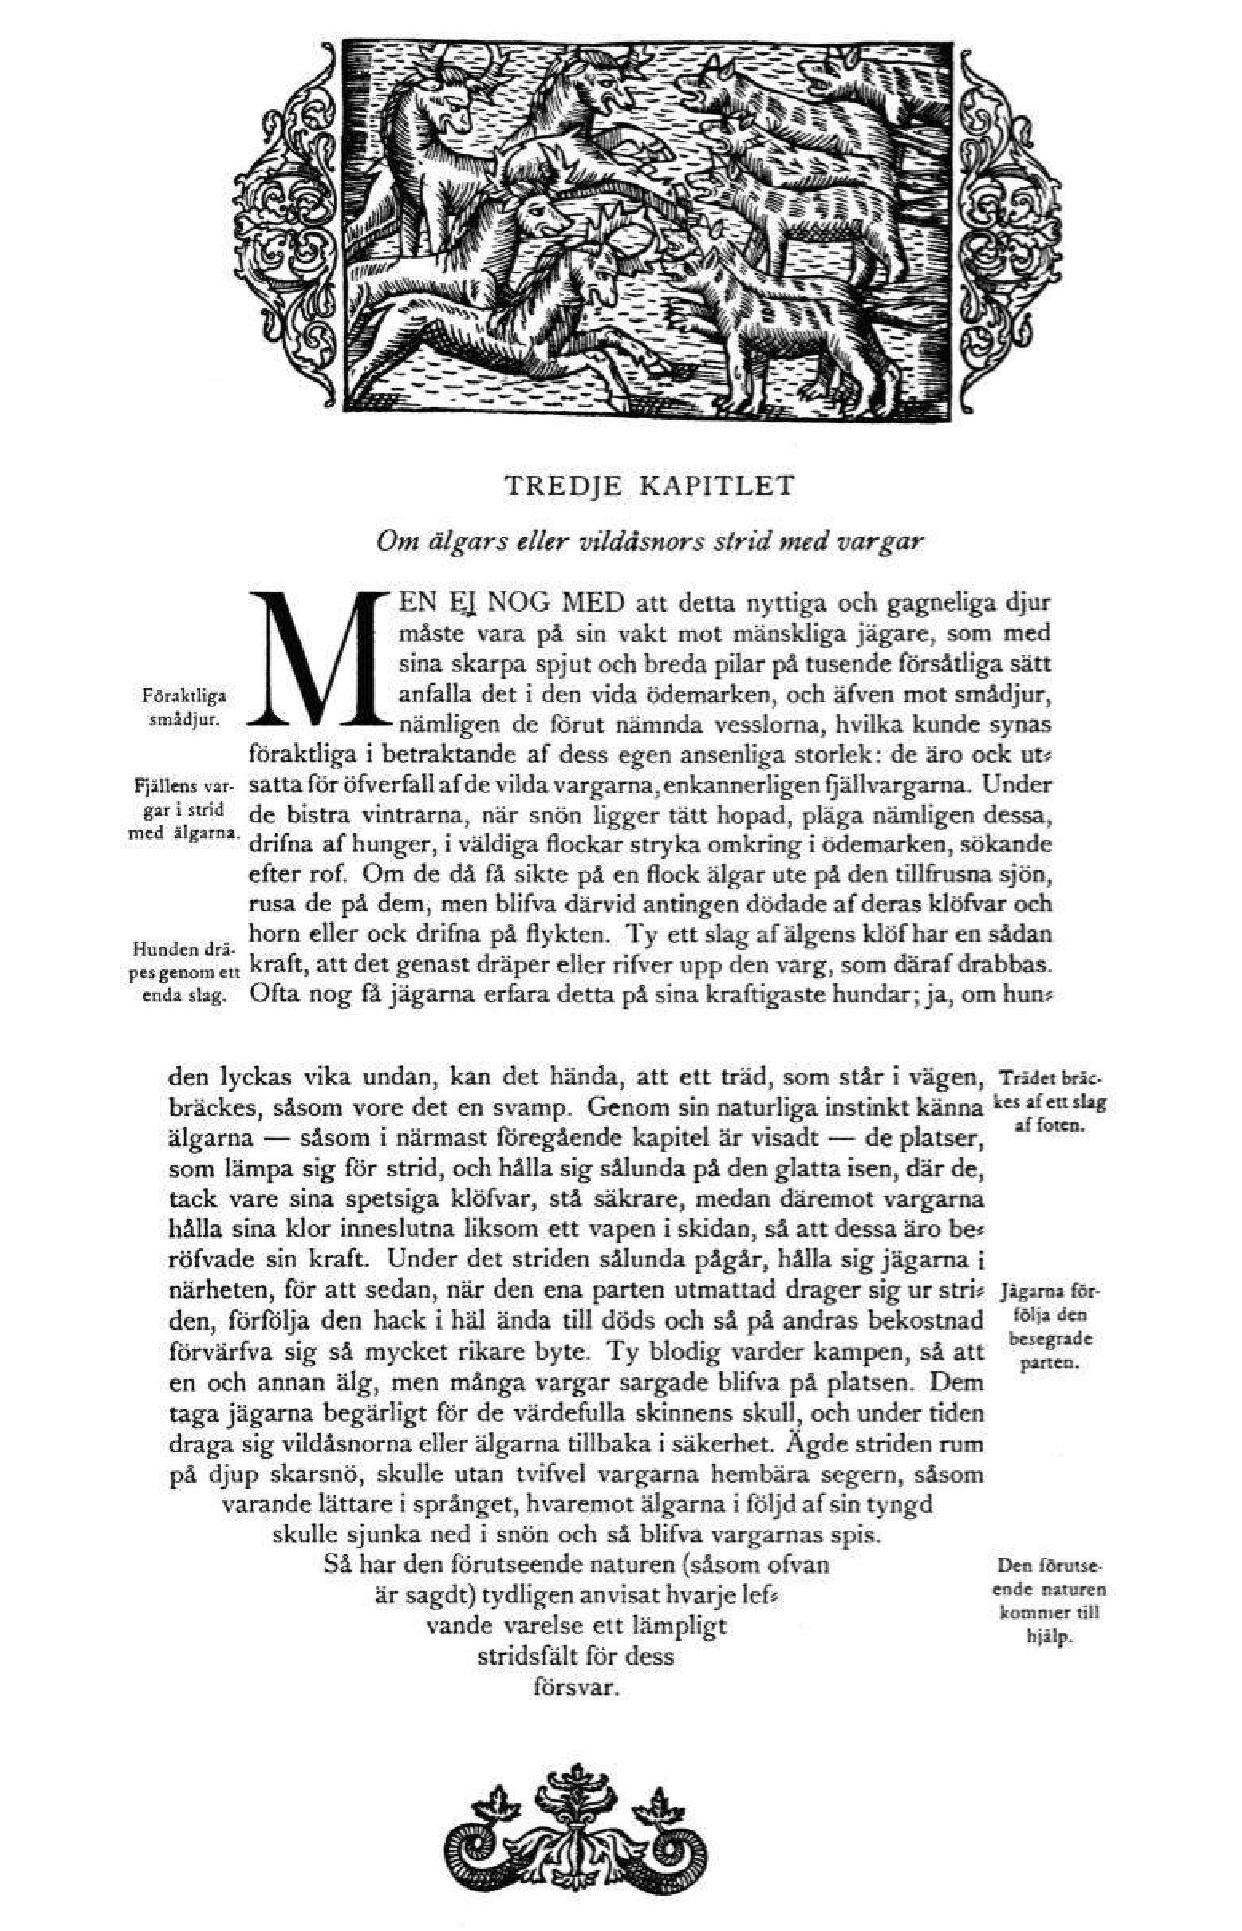 TREDJE KAPITLET
Om älgars eller vildåsnors strid med vargar
MEN EJ NOG MED att detta nyttiga och gagneliga djur
måste vara på sin vakt mot mänskliga jägare, som med
sina skarpa spjut och breda pilar på tusende försåtliga sätt
anfalla det i den vida ödemarken, och äfven mot smådjur,
nämligen de förut nämnda vesslorna, hvilka kunde synas
Föraktliga
smådjur.
föraktliga i betraktande af dess egen ansenliga storlek: de äro ock ut-
satta för öfverfall af de vilda vargarna, enkannerligen fjällvargarna. Under
de bistra vintrarna, när snön ligger tätt hopad, pläga nämligen dessa,
drifna af hunger, i väldiga flockar stryka omkring i ödemarken, sökande
Fjällens var-
gar i strid
med älgarna.
efter rof. Om de då få sikte på en flock älgar ute på den tillfrusna sjön,
rusa de på dem, men blifva därvid antingen dödade af deras klöfvar och
horn eller ock drifna på flykten. Ty ett slag af älgens klöf har en sådan
kraft, att det genast dräper eller rifver upp den varg, som däraf drabbas.
Ofta nog få jägarna erfara detta på sina kraftigaste hundar; ja, om hun-
Hunden drä-
pes genom ett
enda slag.
den lyckas vika undan, kan det hända, att ett träd, som står i vägen,
bräckes, såsom vore det en svamp. Genom sin naturliga instinkt känna
älgarna — såsom i närmast föregående kapitel är visadt — de platser,
Trädet bräc-
kes af ett slag
af foten.
som lämpa sig för strid, och hålla sig sålunda på den glatta isen, där de,
tack vare sina spetsiga klöfvar, stå säkrare, medan däremot vargarna
hålla sina klor inneslutna liksom ett vapen i skidan, så att dessa äro be-
röfvade sin kraft. Under det striden sålunda pågår, hålla sig jägarna i
närheten, för att sedan, när den ena parten utmattad drager sig ur stri-
den, förfölja den hack i häl ända till döds och så på andras bekostnad
förvärfva sig så mycket rikare byte. Ty blodig varder kampen, så att
Jägarna för-
följa den
besegrade
parten.
en och annan älg, men många vargar sargade blifva på platsen. Dem
taga jägarna begärligt för de värdefulla skinnens skull, och under tiden
draga sig vildåsnorna eller älgarna tillbaka i säkerhet. Ägde striden rum
på djup skarsnö, skulle utan tvifvel vargarna hembära segern, såsom
varande lättare i språnget, hvaremot älgarna i följd af sin tyngd
skulle sjunka ned i snön och så blifva vargarnas spis.
Så har den förutseende naturen (såsom ofvan
är sagdt) tydligen anvisat hvarje lef-
vande varelse ett lämpligt
stridsfält för dess
försvar.
Den förutse-
ende naturen
kommer till
hjälp.